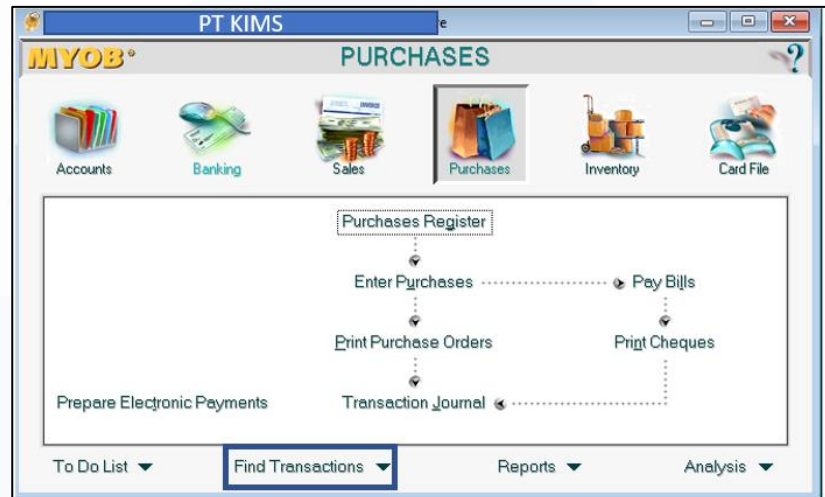 PT KIMS
e
MYOB®
PURCHASES
?
Accounts
Banking
Sales
Purchases
Inventory
Card File
INVOICE
Purchases Register
Enter Purchases
Pay Bills
Print Purchase Orders
Print Cheques
Prepare Electronic Payments
Transaction Journal
To Do List
Find Transactions
Reports
Analysis